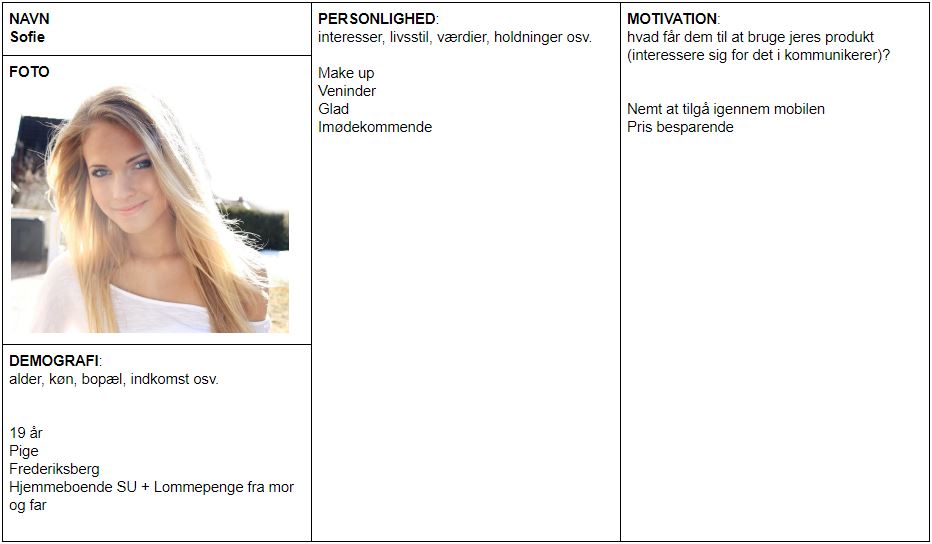 NAVN
Sofie
FOTO
DEMOGRAFI:
alder, køn, bopæl, indkomst osv.
19 år
Pige
Frederiksberg
Hjemmeboende SU + Lommepenge fra mor
og far
PERSONLIGHED:
interesser, livsstil, værdier, holdninger osv.
Make up
Veninder
Glad
Imødekommende
MOTIVATION:
hvad får dem til at bruge jeres produkt
(interessere sig for det i kommunikerer)?
Nemt at tilgå igennem mobilen
Pris besparende